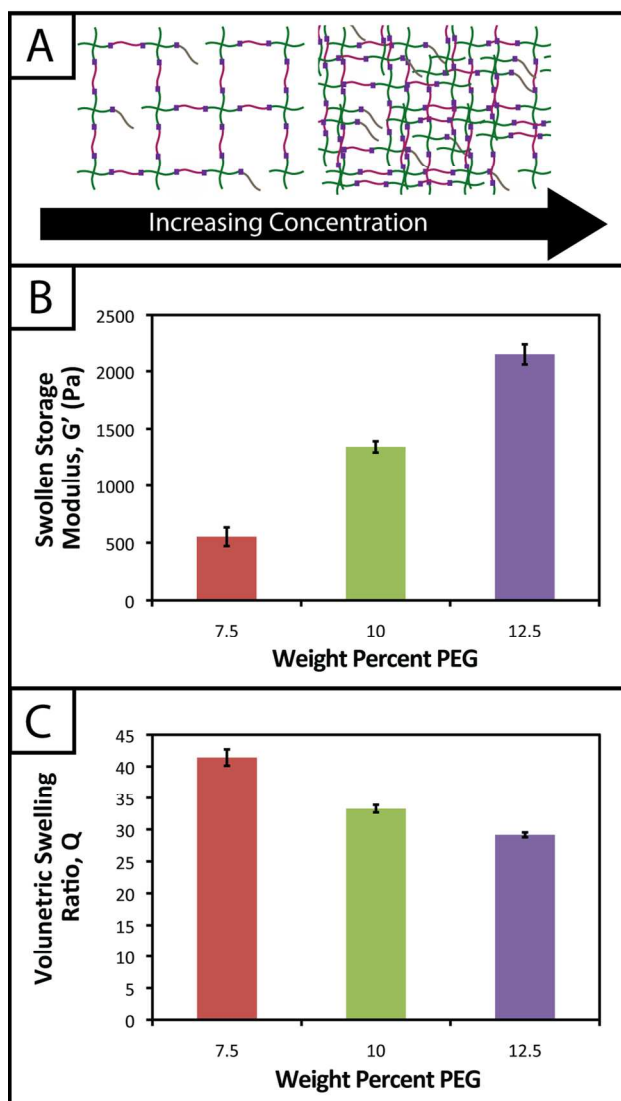 A
Increasing Concentration
B
Swollen Storage
Modulus, G’ (Pa)
2500
2000
1500
1000
500
0
7.5
10
12.5
Weight Percent PEG
C
Volunetric Swelling
Ratio, Q
45
40
35
30
25
20
15
10
5
0
7.5
10
12.5
Weight Percent PEG